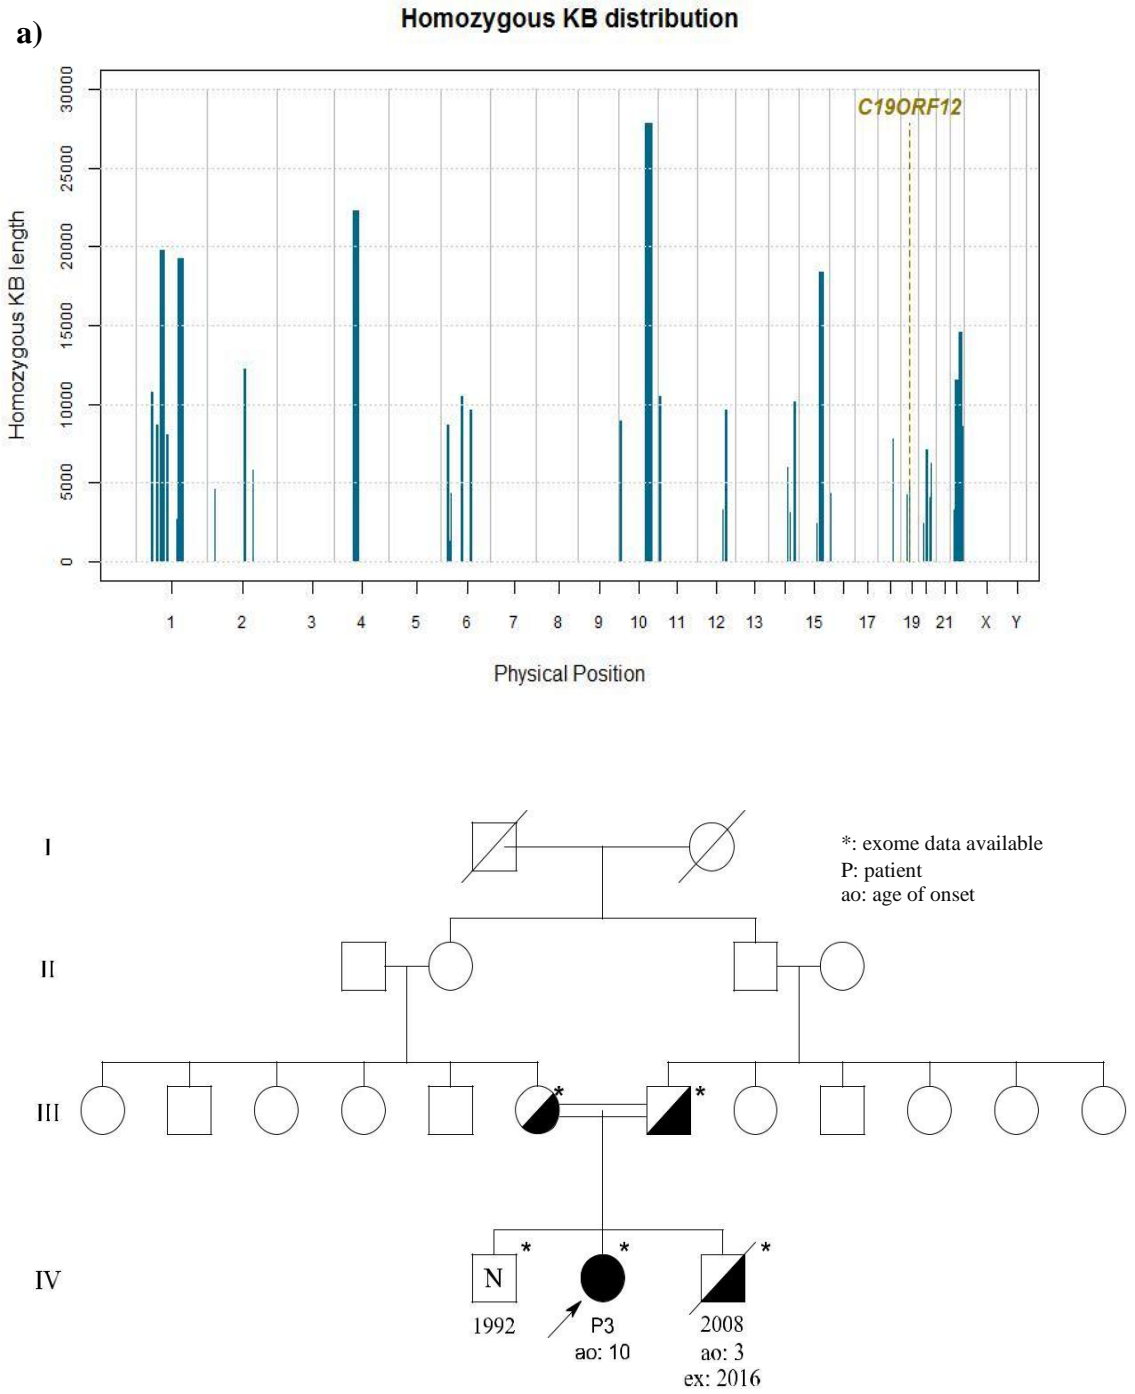 a)
Homozygous KB distribution
Homozygous KB length
30000
25000
20000
15000
10000
5000
0
C19ORF12
1 2 3 4 5 6 7 8 9 10 11 12 13 15 17 19 21 X Y
Physical Position
I
*: exome data available
P: patient
ao: age of onset
II
III
* *
IV
* * *
N
1992 P3 2008
ao: 10 ao: 3
ex: 2016